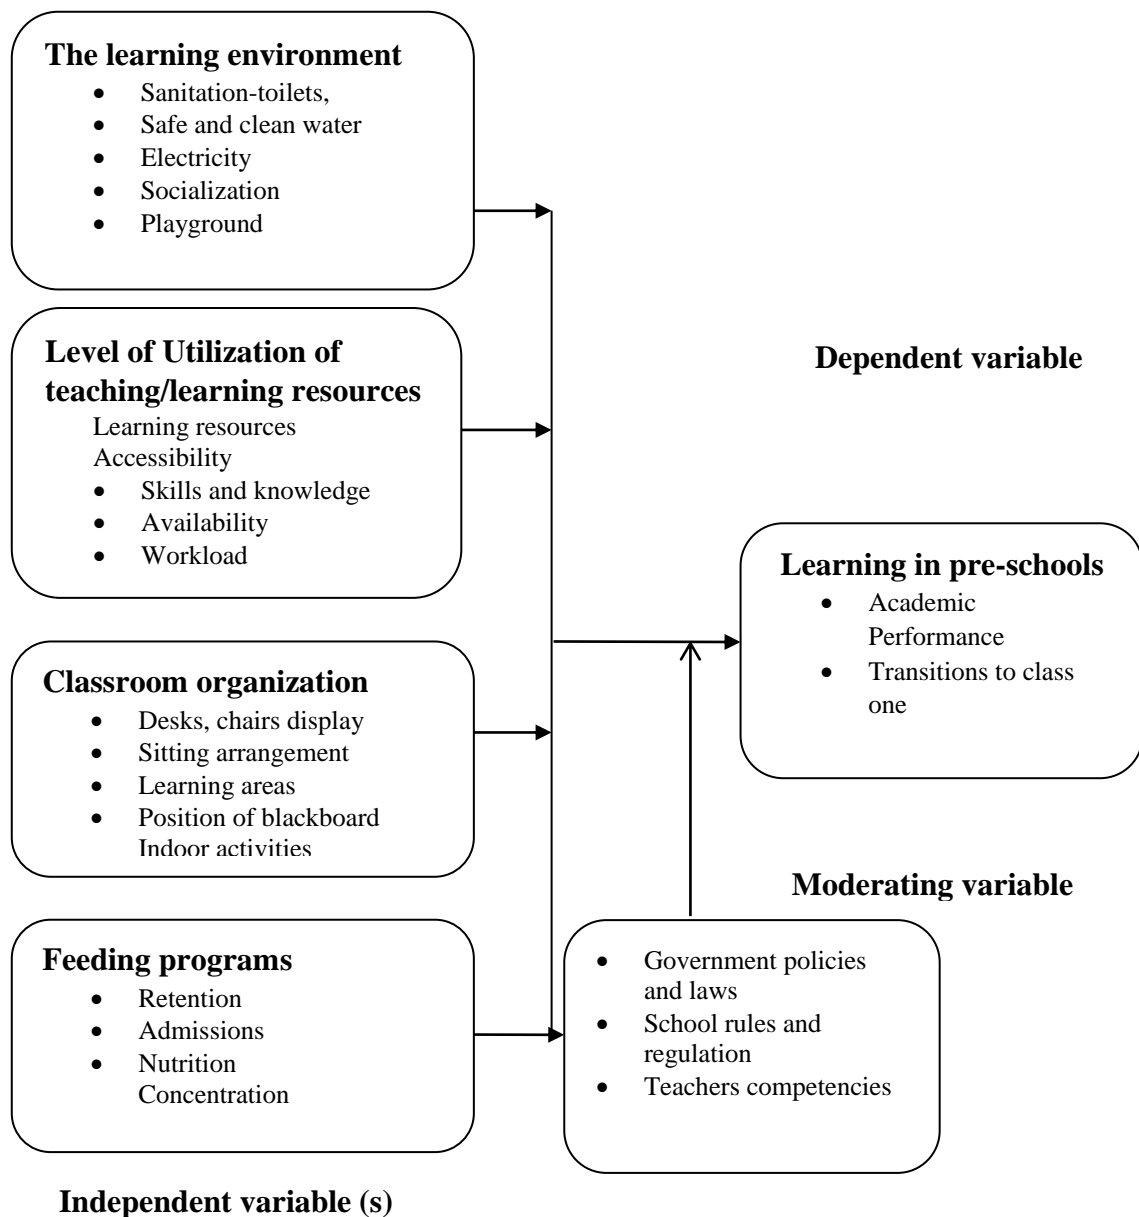 The learning environment
• Sanitation-toilets,
• Safe and clean water
• Electricity
• Socialization
• Playground
Level of Utilization of
teaching/learning resources
Learning resources
Accessibility
• Skills and knowledge
• Availability
• Workload
Classroom organization
• Desks, chairs display
• Sitting arrangement
• Learning areas
• Position of blackboard
Indoor activities
Feeding programs
• Retention
• Admissions
• Nutrition
Concentration
Independent variable (s)
Dependent variable
Learning in pre-schools
• Academic
Performance
• Transitions to class
one
Moderating variable
• Government policies
and laws
• School rules and
regulation
• Teachers competencies